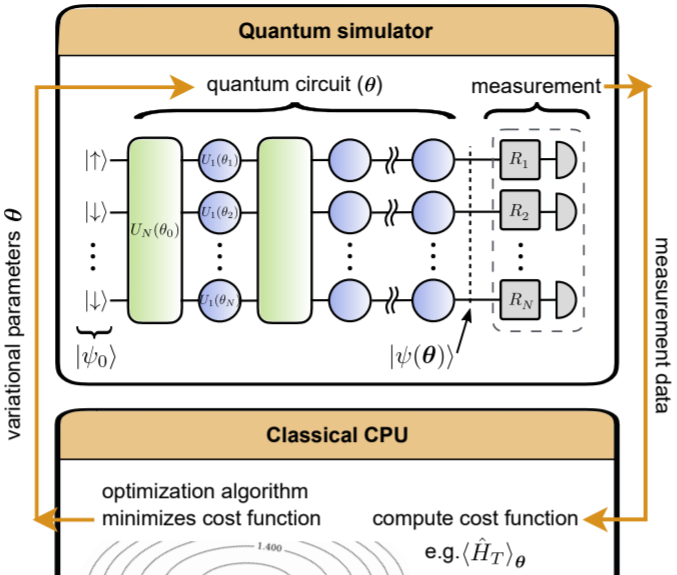 Quantum simulator
quantum circuit (θ)
measurement
|↑⟩
U_1(θ_1)
R_1
|↓⟩
U_1(θ_2)
R_2
U_N(θ_0)
⋮ ⋮ ⋮ ⋮ ⋮
|↓⟩
U_1(θ_N)
R_N
|ψ_0⟩
|ψ(θ)⟩
variational parameters θ
measurement data
Classical CPU
optimization algorithm
minimizes cost function
compute cost function
e.g.⟨Ĥ_T⟩_θ
1.400